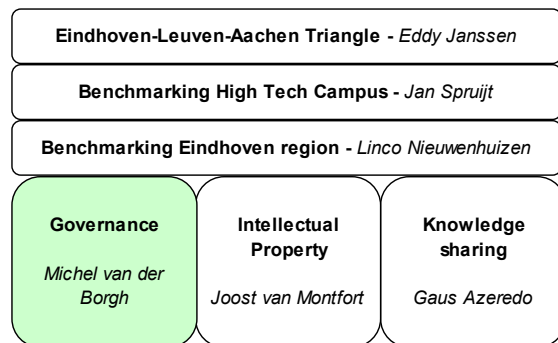 Eindhoven-Leuven-Aachen Triangle - Eddy Janssen
Benchmarking High Tech Campus - Jan Spruijt
Benchmarking Eindhoven region - Linco Nieuwenhuizen
Governance
Michel van der
Borgh
Intellectual
Property
Joost van Montfort
Knowledge
sharing
Gaus Azeredo